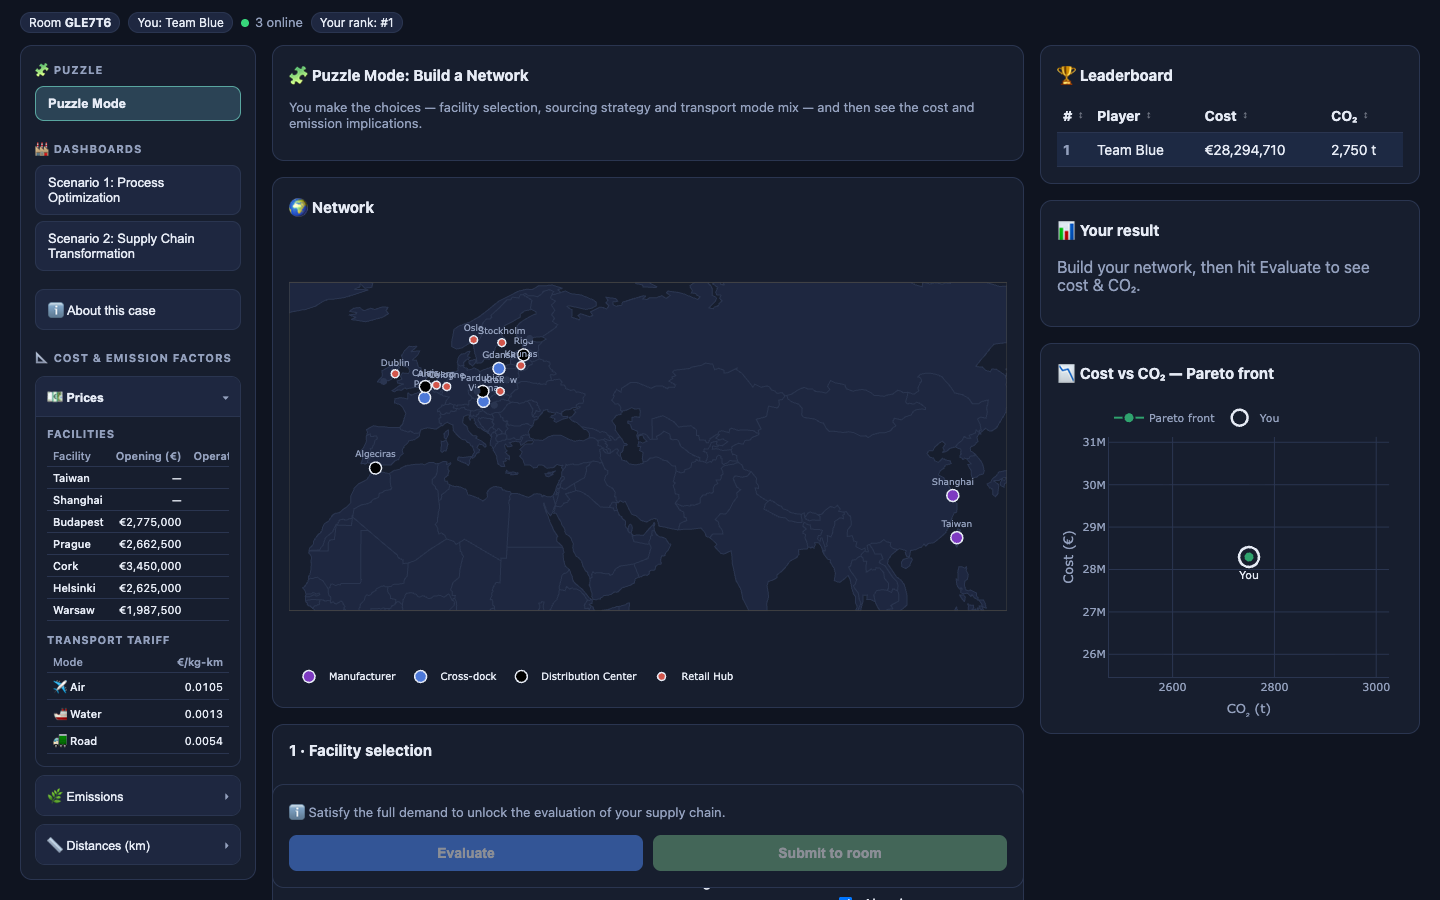 Room GLE7T6
You: Team Blue
3 online
Your rank: #1
PUZZLE
Puzzle Mode
DASHBOARDS
Scenario 1: Process
Optimization
Scenario 2: Supply Chain
Transformation
About this case
COST & EMISSION FACTORS
Prices
FACILITIES
Facility Opening (€) Operat
Taiwan —
Shanghai —
Budapest €2,775,000
Prague €2,662,500
Cork €3,450,000
Helsinki €2,625,000
Warsaw €1,987,500
TRANSPORT TARIFF
Mode €/kg-km
Air 0.0105
Water 0.0013
Road 0.0054
Emissions
Distances (km)
Puzzle Mode: Build a Network
You make the choices — facility selection, sourcing strategy and transport mode mix — and then see the cost and
emission implications.
Network
Oslo
Stockholm
Riga
Gdansk
Dublin
Pardubice
Algeciras
Shanghai
Taiwan
Manufacturer
Cross-dock
Distribution Center
Retail Hub
1 · Facility selection
Satisfy the full demand to unlock the evaluation of your supply chain.
Evaluate
Submit to room
Leaderboard
# Player Cost CO₂
1 Team Blue €28,294,710 2,750 t
Your result
Build your network, then hit Evaluate to see
cost & CO₂.
Cost vs CO₂ — Pareto front
Pareto front
You
31M
30M
29M
28M
27M
26M
Cost (€)
You
2600
2800
3000
CO₂ (t)